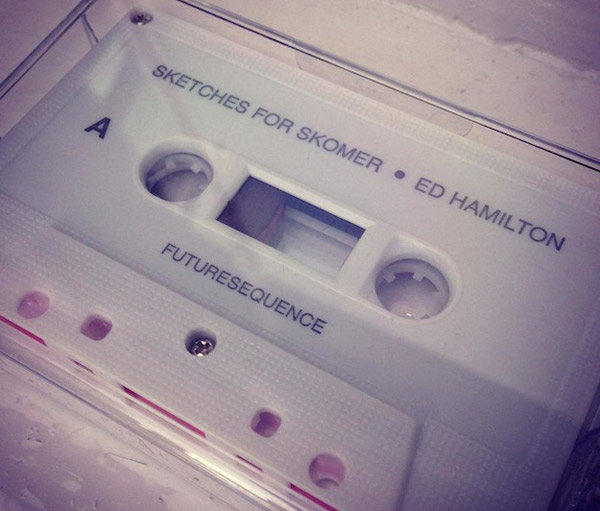 SKETCHES FOR SKOMER • ED HAMILTON
A
FUTURESEQUENCE